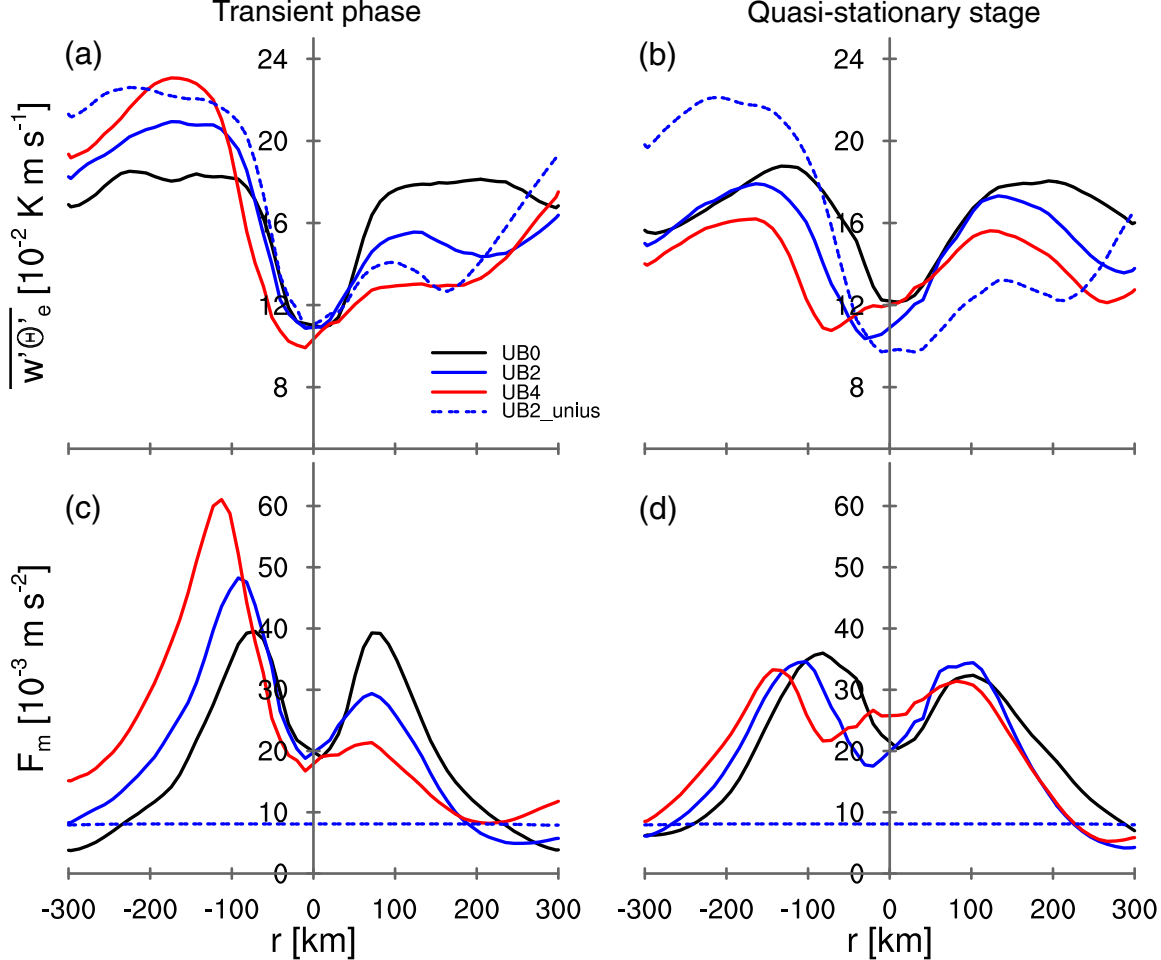 Transient phase
Quasi-stationary stage
(a)
(b)
24
20
16
12
8
w'Θ'e [10-2 K m s-1]
24
20
16
12
8
UB0
UB2
UB4
UB2_unius
(c)
(d)
60
50
40
30
20
10
0
Fm [10-3 m s-2]
60
50
40
30
20
10
0
-300 -200 -100 0 100 200 300
-300 -200 -100 0 100 200 300
r [km]
r [km]